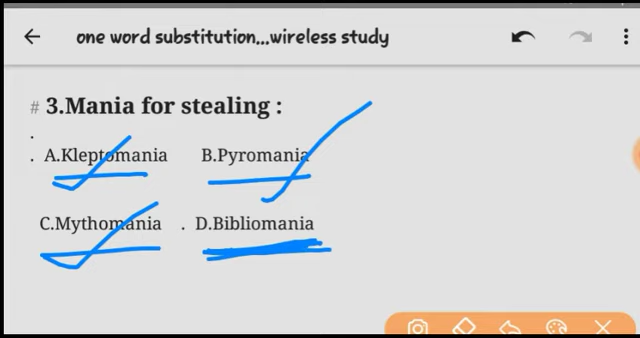 one word substitution...wireless study
# 3.Mania for stealing :
.
. A.Kleptomania B.Pyromania
C.Mythomania . D.Bibliomania